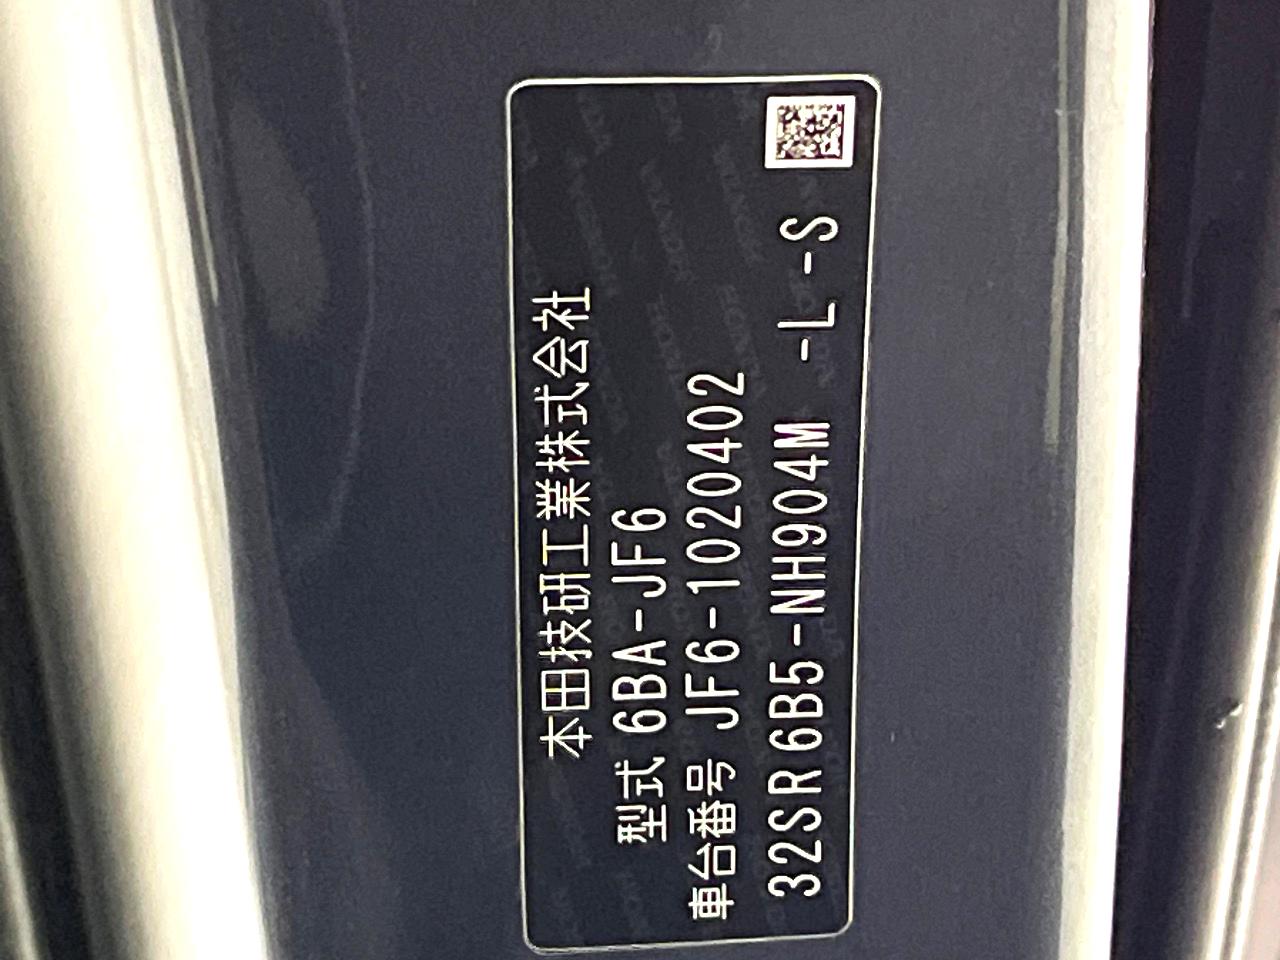 本田技研工業株式会社
型式 6BA-JF6
車台番号 JF6-1020402
32SR6B5-NH904M -L -S